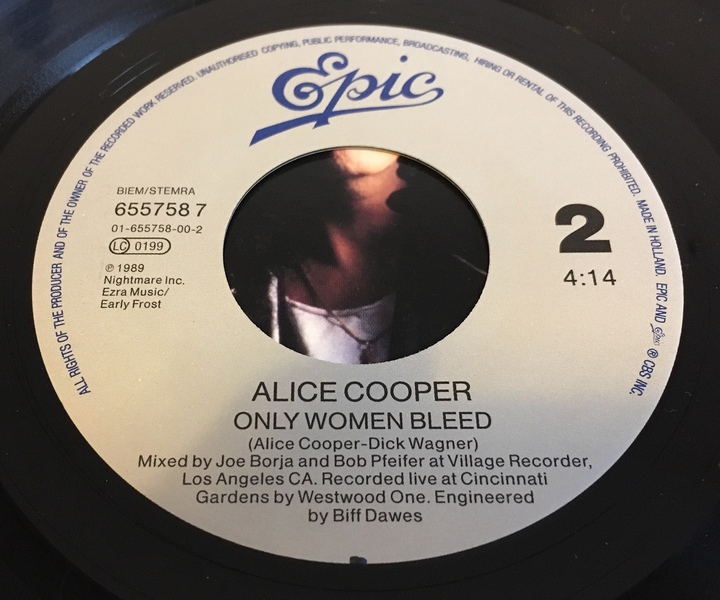 ALL RIGHTS OF THE PRODUCER AND OF THE OWNER OF THE RECORDED WORK RESERVED. UNAUTHORISED COPYING, PUBLIC PERFORMANCE, BROADCASTING, HIRING OR RENTAL OF THIS RECORDING PROHIBITED. MADE IN HOLLAND. EPIC AND Epic ® CBS INC.
Epic
BIEM/STEMRA
655758 7
01-655758-00-2
LC 0199
℗ 1989
Nightmare Inc.
Ezra Music/
Early Frost
2
4:14
ALICE COOPER
ONLY WOMEN BLEED
(Alice Cooper-Dick Wagner)
Mixed by Joe Borja and Bob Pfeifer at Village Recorder,
Los Angeles CA. Recorded live at Cincinnati
Gardens by Westwood One. Engineered
by Biff Dawes